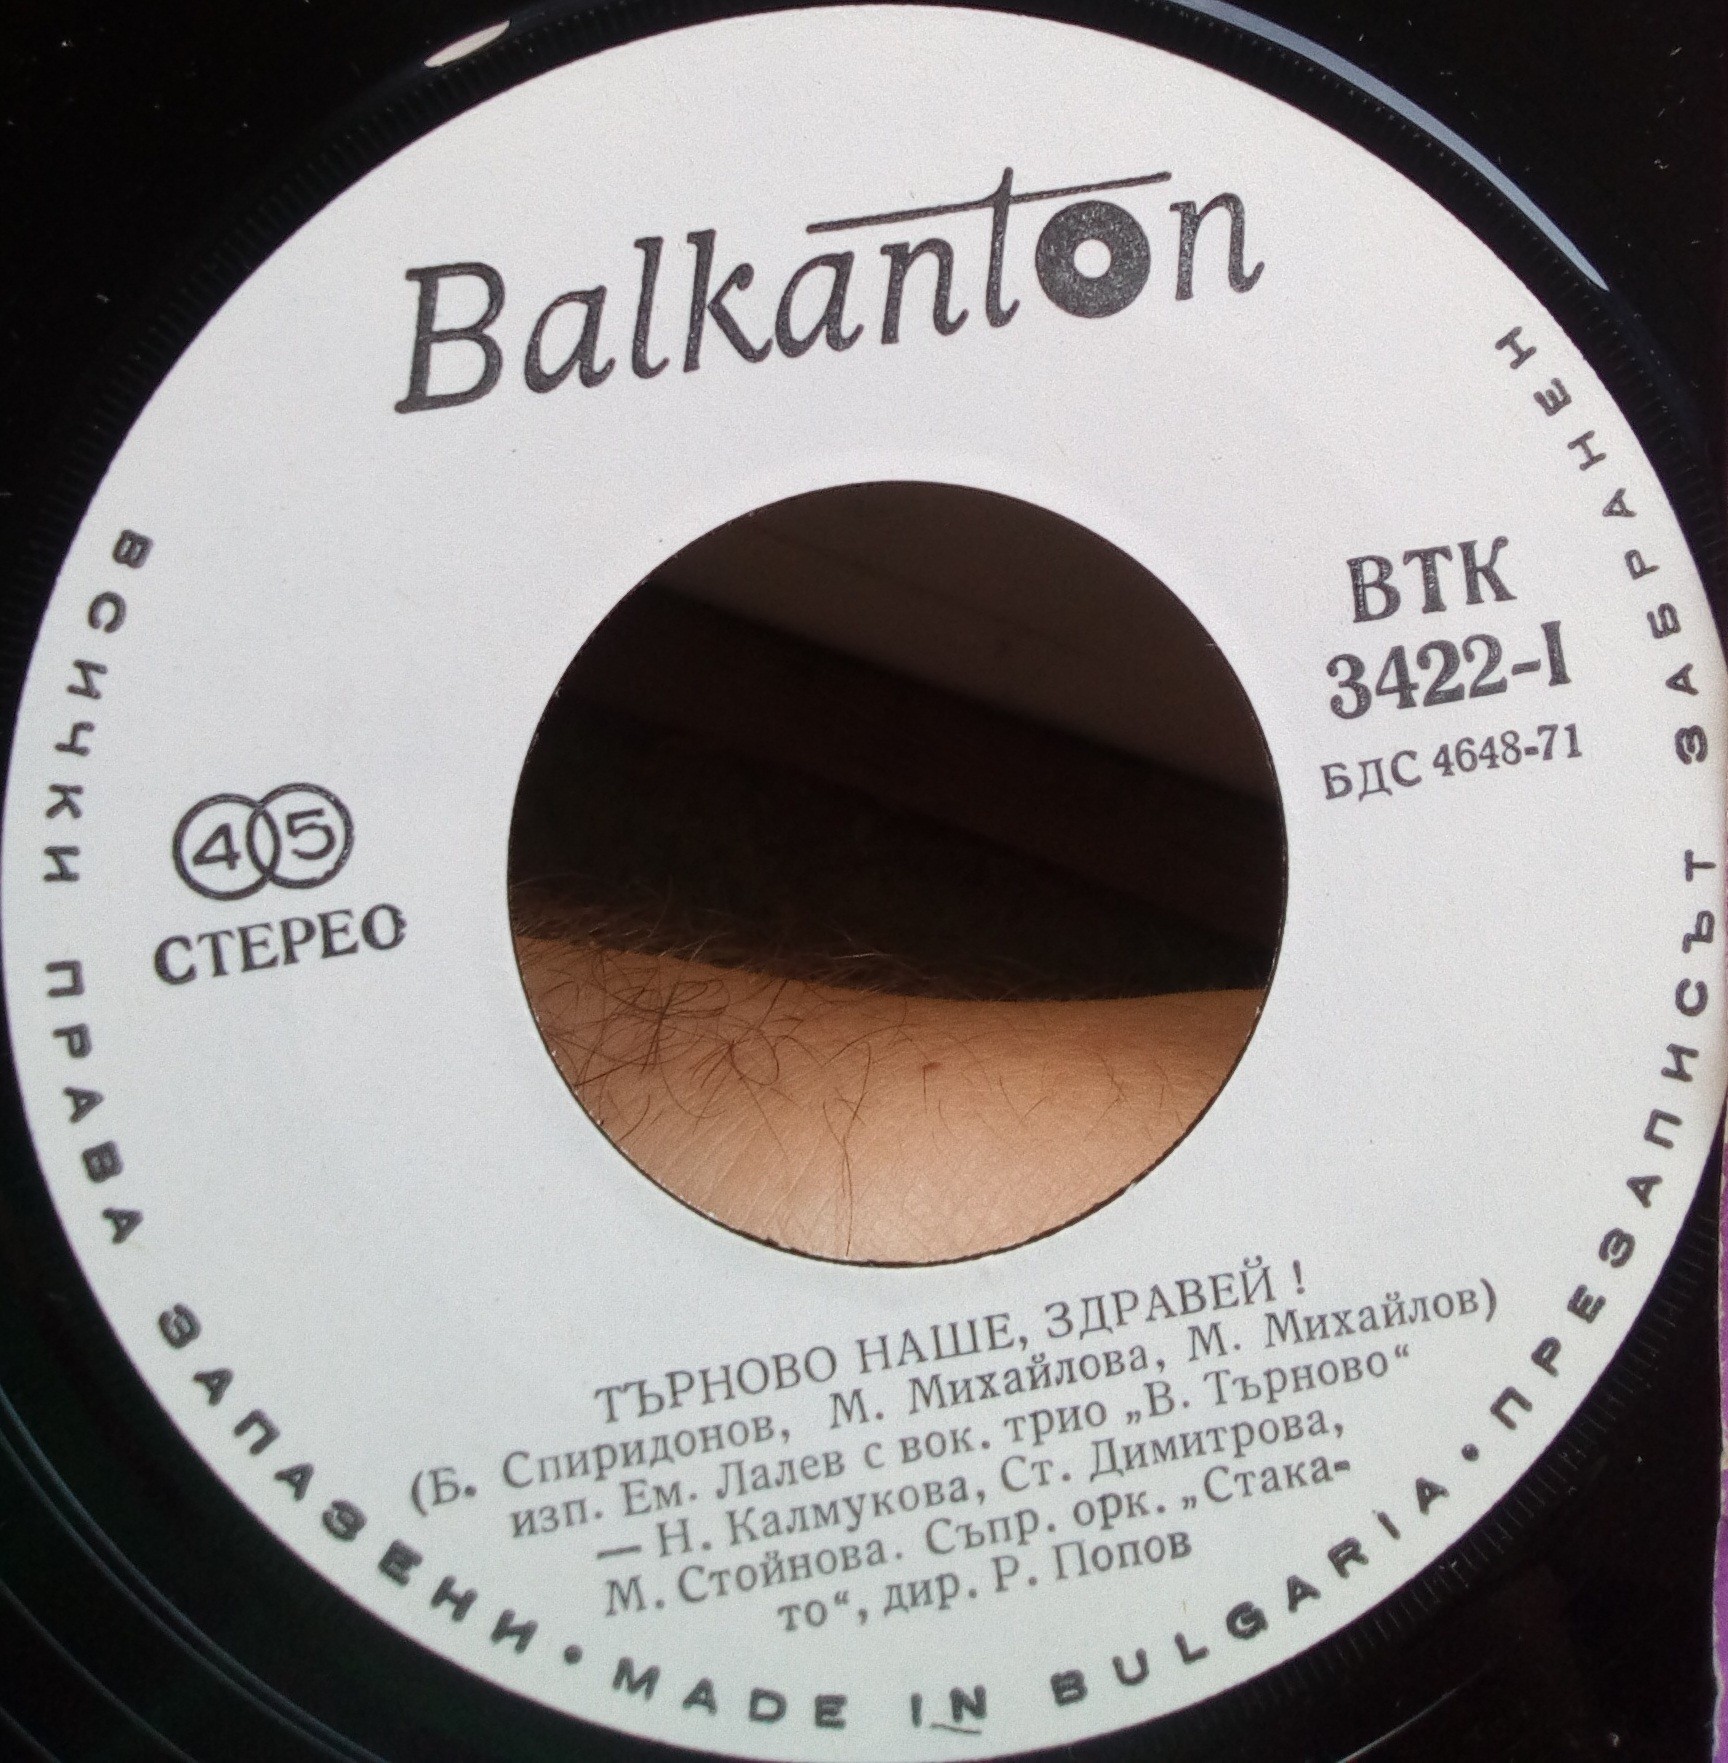 Balkanton
ВТК
3422-I
БДС 4648-71
45
СТЕРЕО
ТЪРНОВО НАШЕ, ЗДРАВЕЙ !
(Б. Спиридонов, М. Михайлова, М. Михайлов)
изп. Ем. Лалев с вок. трио „В. Търново“
— Н. Калмукова, Ст. Димитрова,
М. Стойнова. Съпр. орк. „Стака-
то“, дир. Р. Попов
ВСИЧКИ ПРАВА ЗАПАЗЕНИ • MADE IN BULGARIA • ПРЕЗАПИСЪТ ЗАБРАНЕН